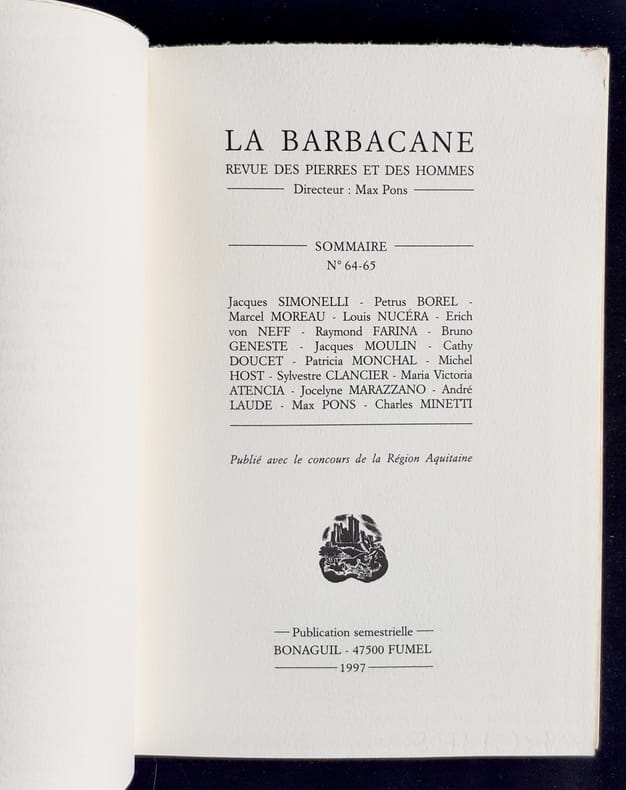 LA BARBACANE
REVUE DES PIERRES ET DES HOMMES
Directeur : Max Pons
SOMMAIRE
N° 64-65
Jacques SIMONELLI - Petrus BOREL -
Marcel MOREAU - Louis NUCÉRA - Erich
von NEFF - Raymond FARINA - Bruno
GENESTE - Jacques MOULIN - Cathy
DOUCET - Patricia MONCHAL - Michel
HOST - Sylvestre CLANCIER - Maria Victoria
ATENCIA - Jocelyne MARAZZANO - André
LAUDE - Max PONS - Charles MINETTI
Publié avec le concours de la Région Aquitaine
Publication semestrielle
BONAGUIL - 47500 FUMEL
1997